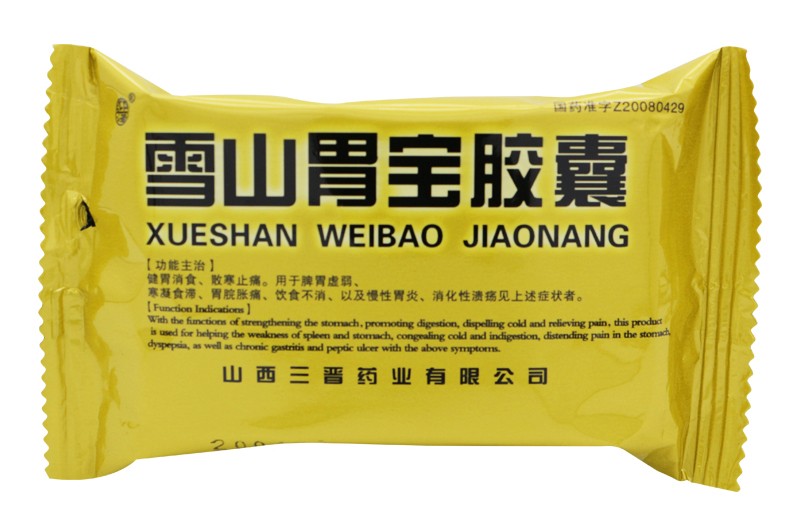 国药准字Z20080429
雪山胃宝胶囊
XUESHAN WEIBAO JIAONANG
【功能主治】
健胃消食、散寒止痛。用于脾胃虚弱、
寒凝食滞、胃脘胀痛、饮食不消、以及慢性胃炎、消化性溃疡见上述症状者。
【Function Indications】
With the functions of strengthening the stomach, promoting digestion, dispelling cold and relieving pain, this product
is used for helping the weakness of spleen and stomach, congealing cold and indigestion, distending pain in the stomach,
dyspepsia, as well as chronic gastritis and peptic ulcer with the above symptoms.
山西三晋药业有限公司